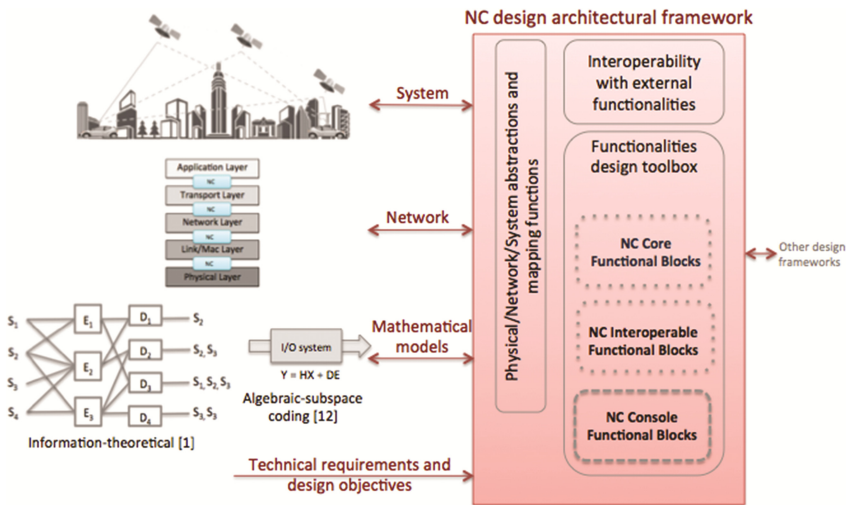 NC design architectural framework
System
Application Layer
NC
Transport Layer
NC
Network Layer
NC
Link/Mac Layer
NC
Physical Layer
Network
S1
S2
S3
S4
E1
E2
E3
D1
D2
D3
D4
S2
S2, S3
S1, S2, S3
S3, S3
Information-theoretical [1]
I/O system
Y = HX + DE
Algebraic-subspace
coding [12]
Mathematical
models
Technical requirements and
design objectives
Physical/Network/System abstractions and
mapping functions
Interoperability
with external
functionalities
Functionalities
design toolbox
NC Core
Functional Blocks
NC Interoperable
Functional Blocks
NC Console
Functional Blocks
Other design
frameworks